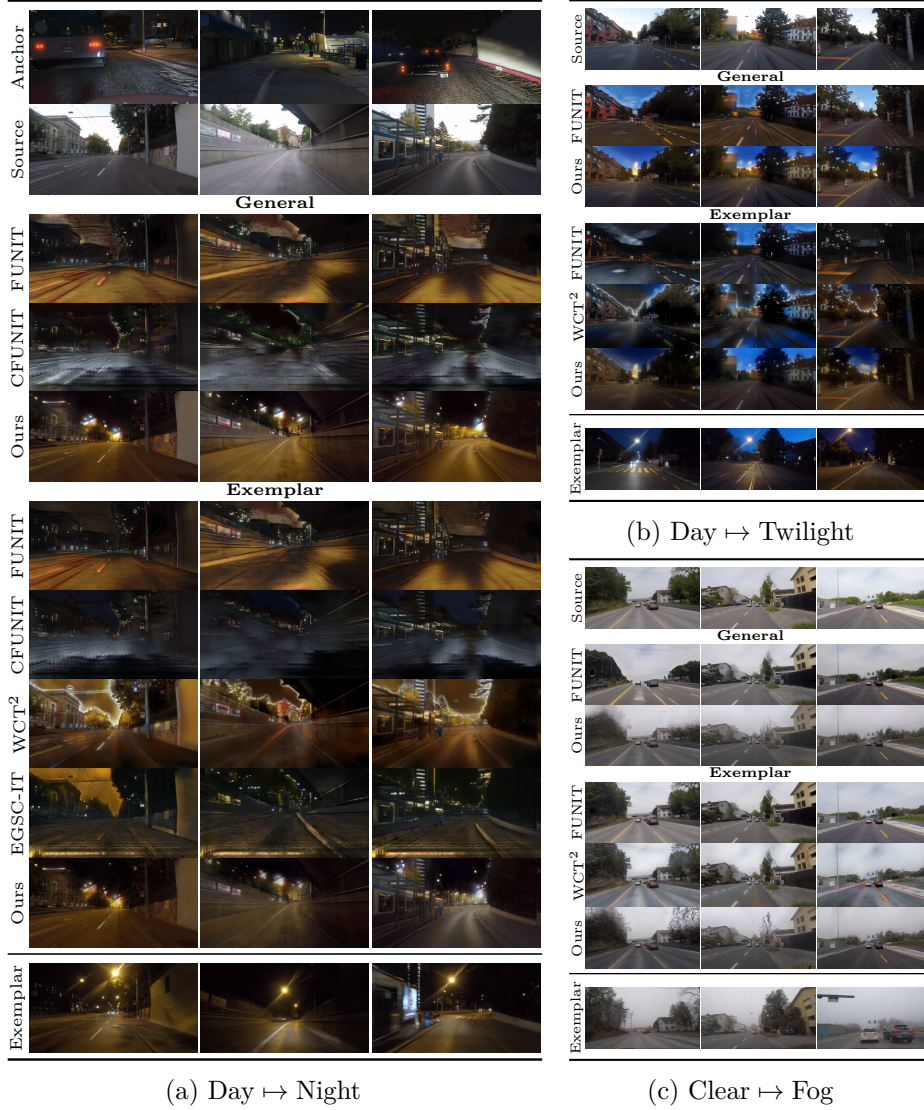 Anchor
Source
General
FUNIT
CFUNIT
Ours
Exemplar
FUNIT
CFUNIT
WCT²
EGSC-IT
Ours
Exemplar
(a) Day ↦ Night
Source
General
FUNIT
Ours
Exemplar
FUNIT
WCT²
Ours
Exemplar
(b) Day ↦ Twilight
Source
General
FUNIT
Ours
Exemplar
FUNIT
WCT²
Ours
Exemplar
(c) Clear ↦ Fog